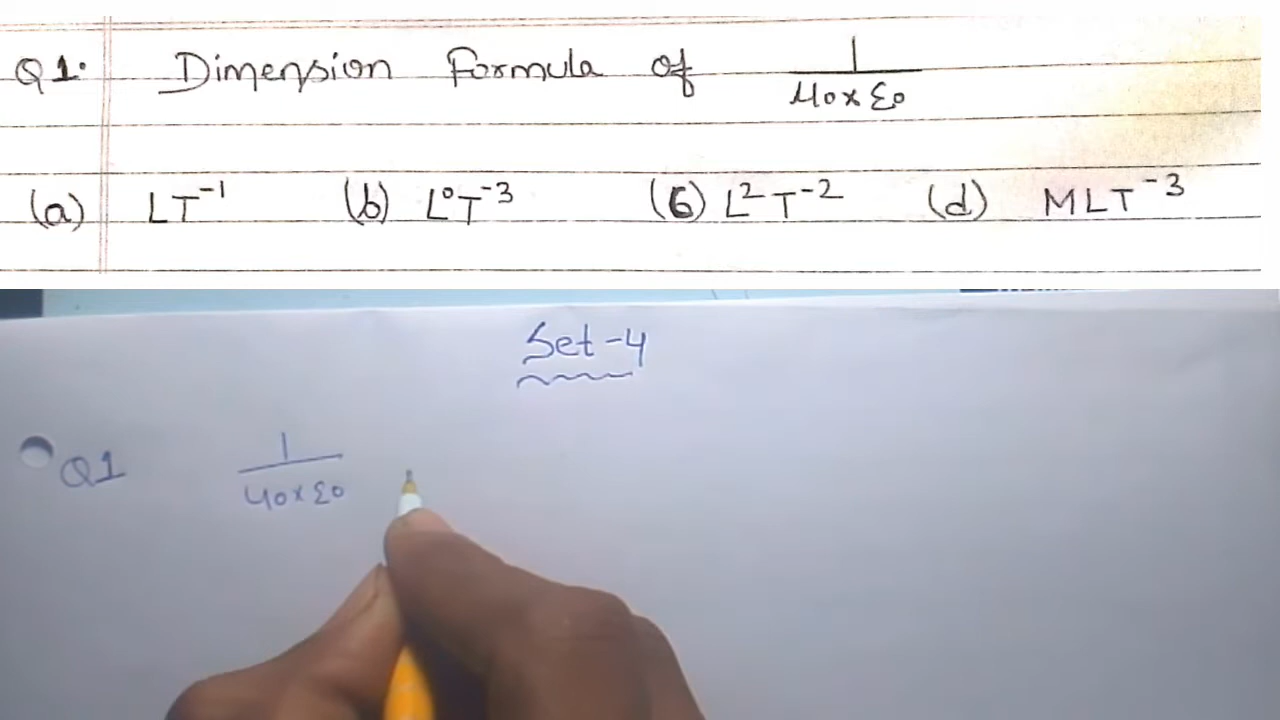 Q1. Dimension Formula of 1/μ0×ε0
(a) LT⁻¹ (b) L⁰T⁻³ (c) L²T⁻² (d) MLT⁻³
Set-4
Q1 1/μ0×ε0